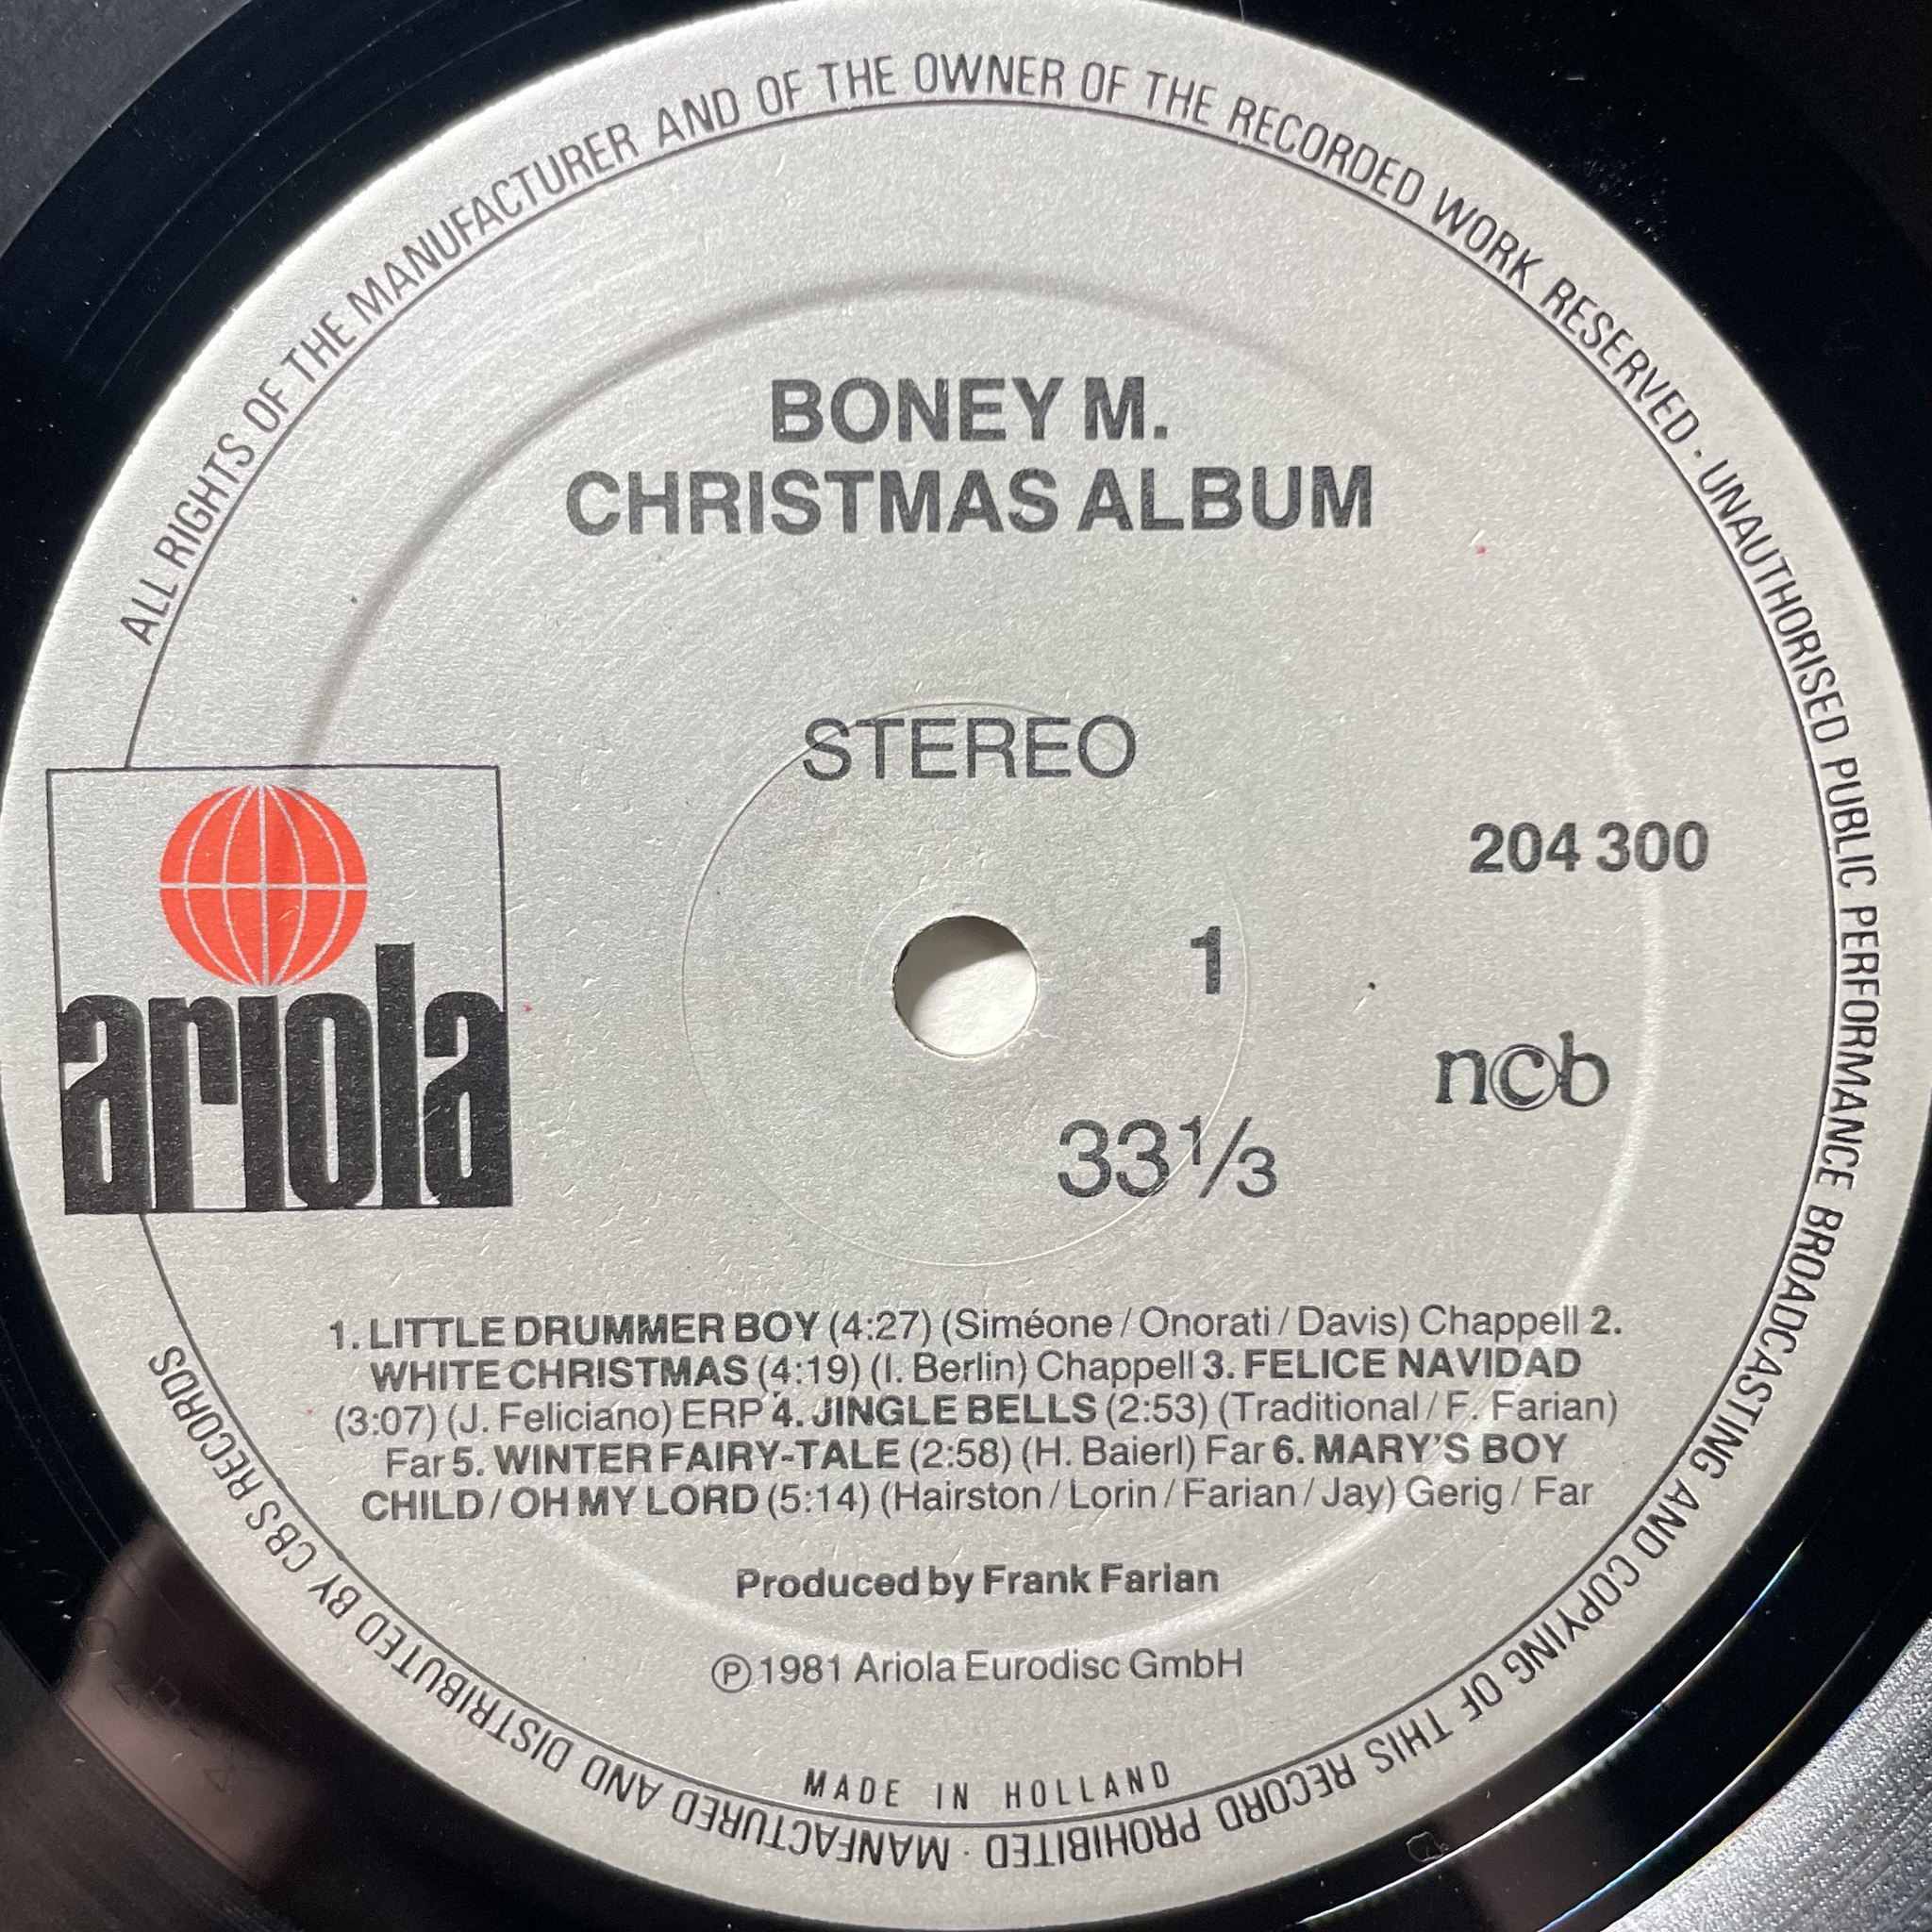 ALL RIGHTS OF THE MANUFACTURER AND OF THE OWNER OF THE RECORDED WORK RESERVED · UNAUTHORISED PUBLIC PERFORMANCE BROADCASTING AND COPYING OF THIS RECORD PROHIBITED · MANFACTURED AND DISTRIBUTED BY CBS RECORDS
BONEY M.
CHRISTMAS ALBUM
STEREO
204 300
1
ariola
ncb
33 1/3
1. LITTLE DRUMMER BOY (4:27) (Siméone / Onorati / Davis) Chappell 2.
WHITE CHRISTMAS (4:19) (I. Berlin) Chappell 3. FELICE NAVIDAD
(3:07) (J. Feliciano) ERP 4. JINGLE BELLS (2:53) (Traditional / F. Farian)
Far 5. WINTER FAIRY-TALE (2:58) (H. Baierl) Far 6. MARY'S BOY
CHILD / OH MY LORD (5:14) (Hairston / Lorin / Farian / Jay) Gerig / Far
Produced by Frank Farian
℗ 1981 Ariola Eurodisc GmbH
MADE IN HOLLAND